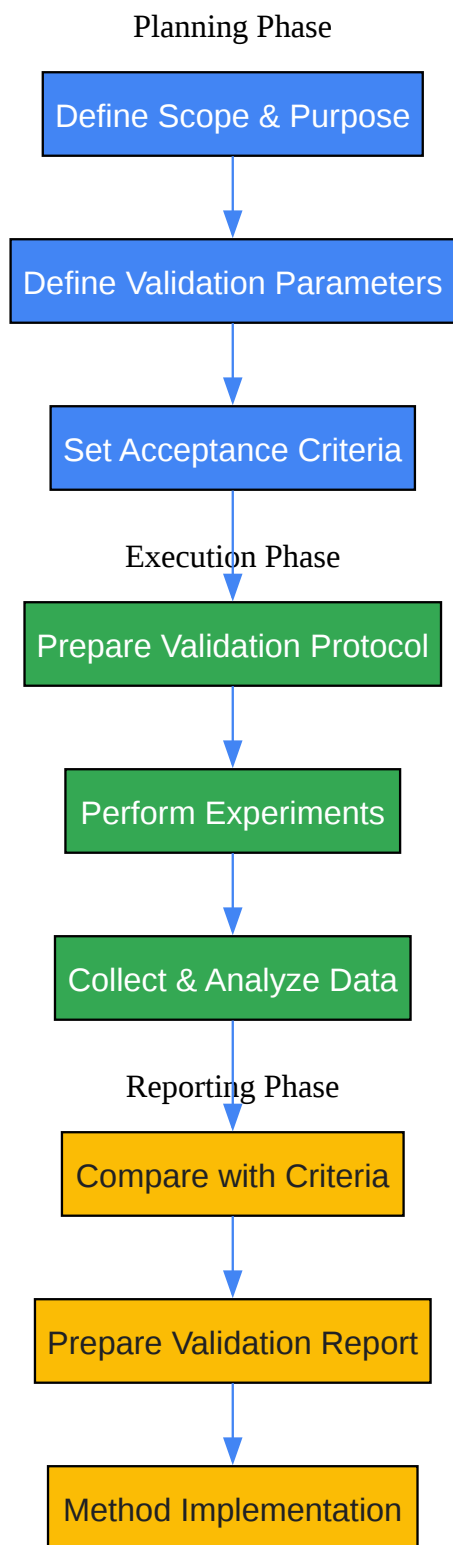 Planning Phase
Define Scope & Purpose
Define Validation Parameters
Set Acceptance Criteria
Execution Phase
Prepare Validation Protocol
Perform Experiments
Collect & Analyze Data
Reporting Phase
Compare with Criteria
Prepare Validation Report
Method Implementation